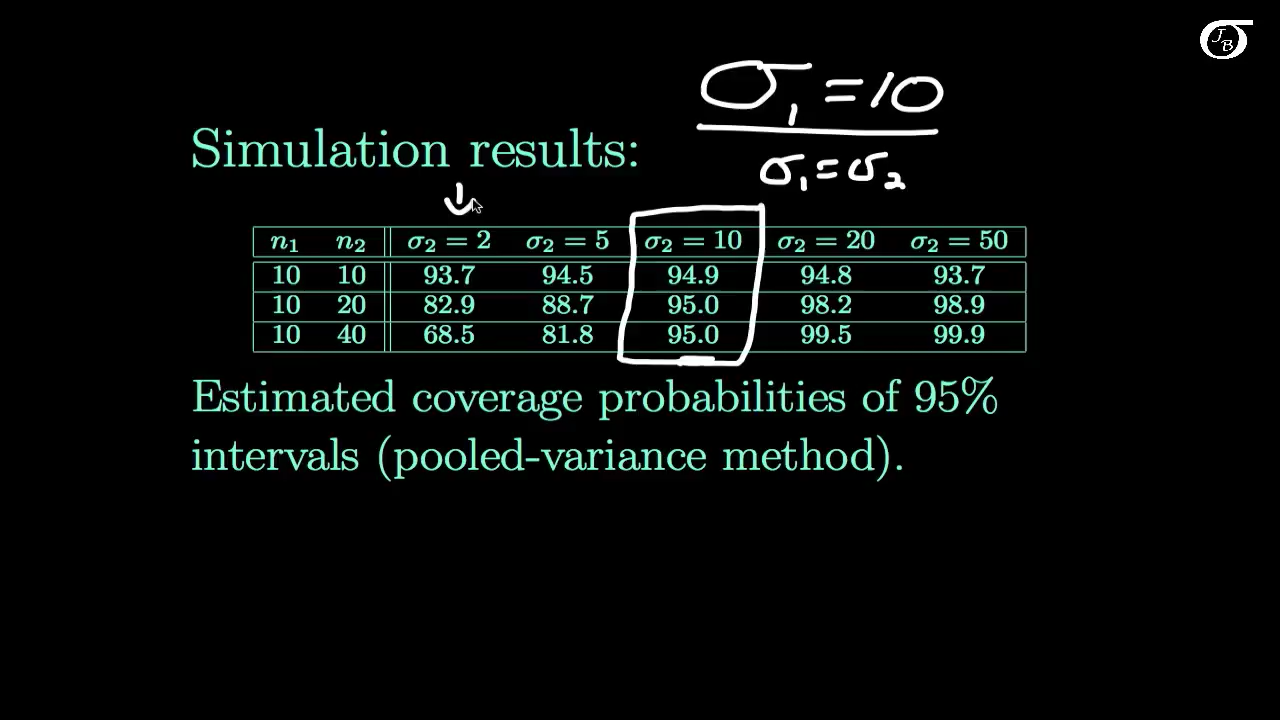 JB
σ₁ = 10
Simulation results:
σ₁ = σ₂
n₁ n₂ σ₂ = 2 σ₂ = 5 σ₂ = 10 σ₂ = 20 σ₂ = 50
10 10 93.7 94.5 94.9 94.8 93.7
10 20 82.9 88.7 95.0 98.2 98.9
10 40 68.5 81.8 95.0 99.5 99.9
Estimated coverage probabilities of 95%
intervals (pooled-variance method).